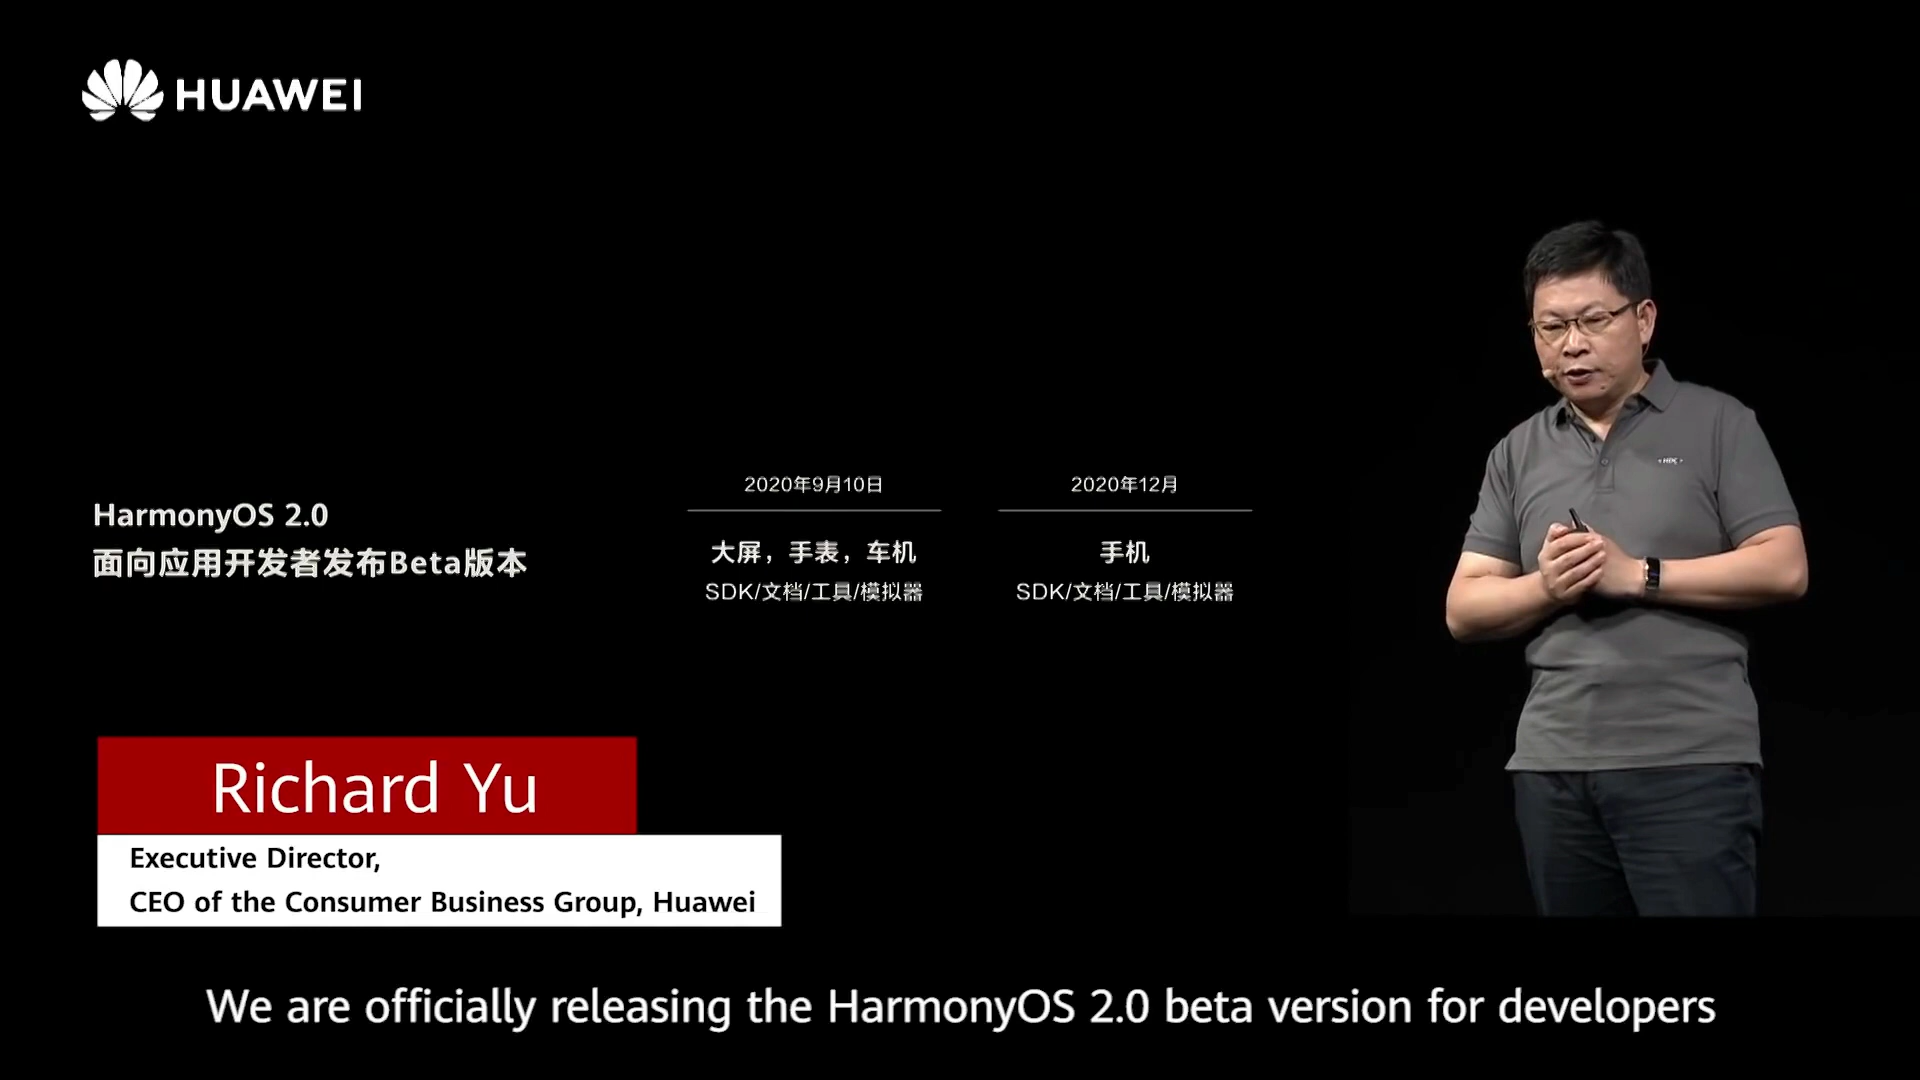 HUAWEI
HarmonyOS 2.0
面向应用开发者发布Beta版本
2020年9月10日
大屏，手表，车机
SDK/文档/工具/模拟器
2020年12月
手机
SDK/文档/工具/模拟器
<HDC>
Richard Yu
Executive Director,
CEO of the Consumer Business Group, Huawei
We are officially releasing the HarmonyOS 2.0 beta version for developers